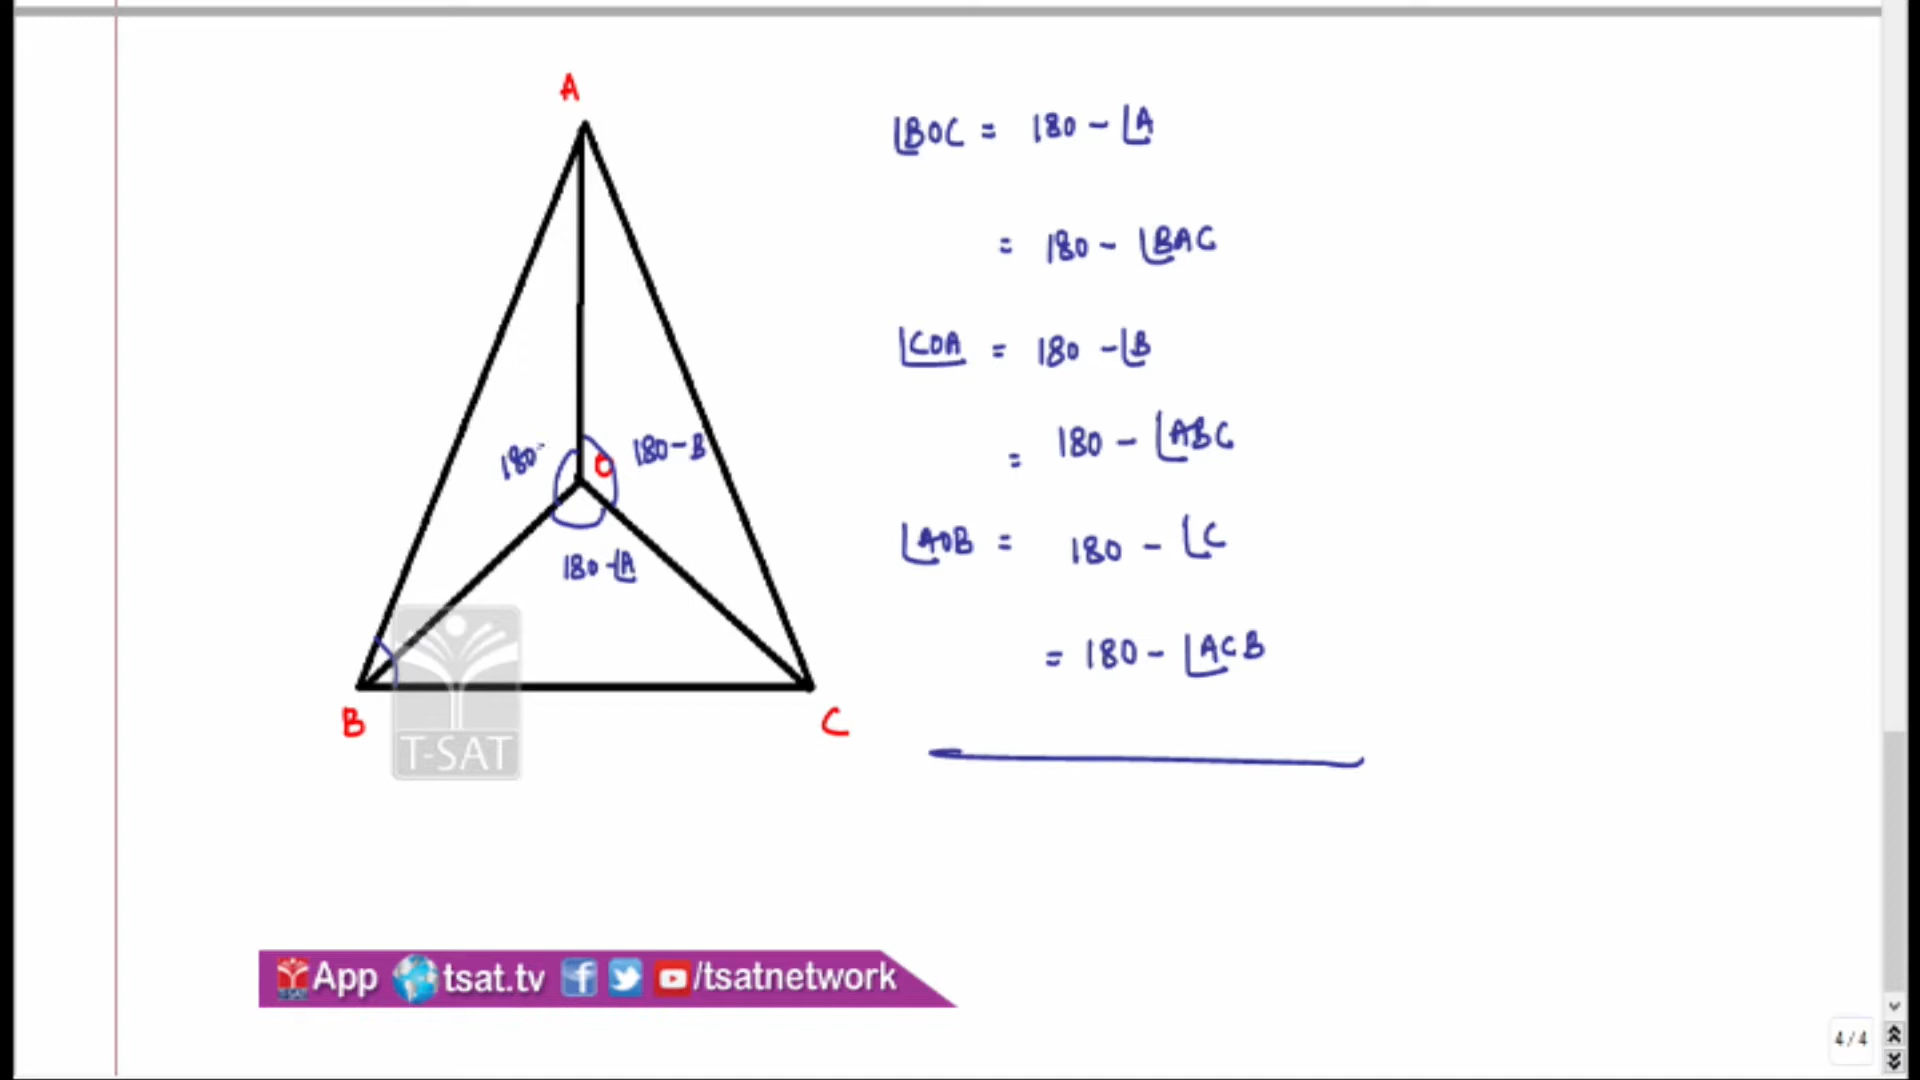 A
∠BOC = 180 - ∠A
= 180 - ∠BAC
∠COA = 180 - ∠B
= 180 - ∠ABC
180-
O
180-B
∠AOB = 180 - ∠C
180-∠A
= 180 - ∠ACB
B
C
T-SAT
T-SAT App tsat.tv /tsatnetwork
4/4